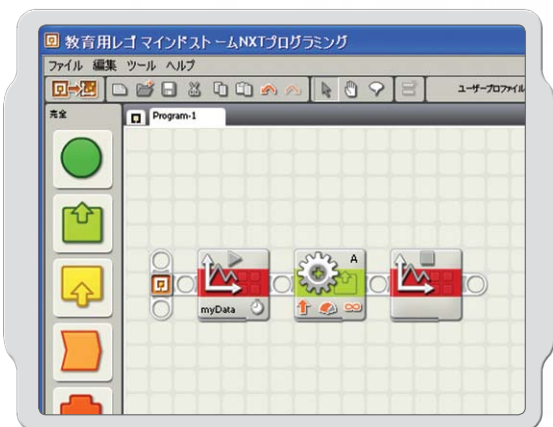 教育用レゴ マインドストームNXTプログラミング
ファイル 編集 ツール ヘルプ
ユーザープロファイル
完全
Program-1
A
myData